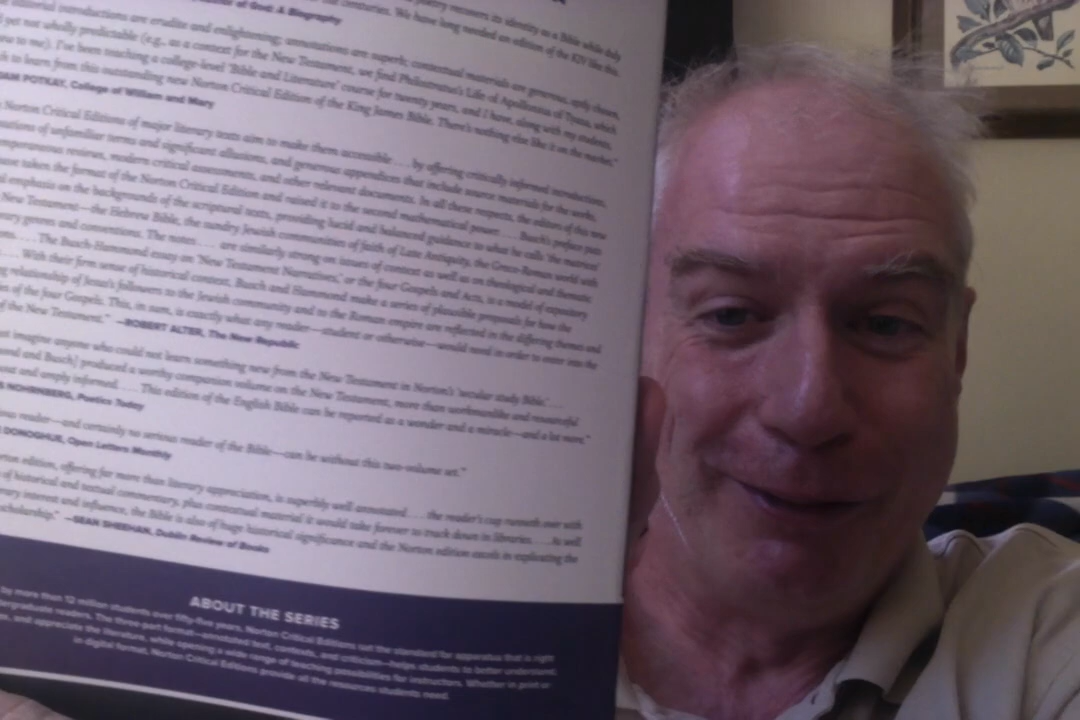 of God: A Biography
its identity as a Bible while
centuries. We have long needed an edition of the KJV like this.
introductions are erudite and enlightening; annotations are superb; contextual materials are generous, aptly chosen,
yet not wholly predictable (e.g., as a context for the New Testament, we find Philostratus's Life of Apollonius of Tyana, which
to me). I've been teaching a college-level 'Bible and Literature' course for twenty years, and I have, along with my students,
to learn from this outstanding new Norton Critical Edition of the King James Bible. There's nothing else like it on the market."
POTKAY, College of William and Mary
Norton Critical Editions of major literary texts aim to make them accessible . . . by offering critically informed introductions,
of unfamiliar terms and significant allusions, and generous appendices that include source materials for the works,
reviews, modern critical assessments, and other relevant documents. In all these respects, the editors of this new
taken the format of the Norton Critical Edition and raised it to the second mathematical power. . . . Busch's preface puts
emphasis on the backgrounds of the scriptural texts, providing lucid and balanced guidance to what he calls 'the
New Testament—the Hebrew Bible, the sundry Jewish communities of faith of Late Antiquity, the Greco-Roman world with
genres and conventions. The notes . . . are similarly strong on issues of context as well as on theological and thematic
. . . The Busch-Hammond essay on 'New Testament Narratives,' or the four Gospels and Acts, is a model of expository
. . . With their firm sense of historical context, Busch and Hammond make a series of plausible proposals for how the
relationship of Jesus's followers to the Jewish community and to the Roman empire are reflected in the differing themes and
of the four Gospels. This, in sum, is exactly what any reader—student or otherwise—would need in order to enter into the
the New Testament." —ROBERT ALTER, The New Republic
imagine anyone who could not learn something new from the New Testament in Norton's 'secular study Bible.' . . .
and Busch] produced a worthy companion volume on the New Testament, more than workmanlike and
and amply informed. . . . This edition of the English Bible can be reported as a wonder and a miracle—and a lot more."
NOHRNBERG, Poetics Today
reader—and certainly no serious reader of the Bible—can be without this two-volume set."
DONOGHUE, Open Letters Monthly
edition, offering far more than literary appreciation, is superbly well annotated. . . . the reader's cup runneth over with
of historical and textual commentary, plus contextual material it would take forever to track down in libraries. . . . As well
interest and influence, the Bible is also of huge historical significance and the Norton edition excels in explicating the
scholarship." —SEAN SHEEHAN, Dublin Review of Books
ABOUT THE SERIES
by more than 12 million students over fifty-five years, Norton Critical Editions set the standard for apparatus that is right
undergraduate readers. The three-part format—annotated text, contexts, and criticism—helps students to better understand,
and appreciate the literature, while opening a wide range of teaching possibilities for instructors. Whether in print or
in digital format, Norton Critical Editions provide all the resources students need.